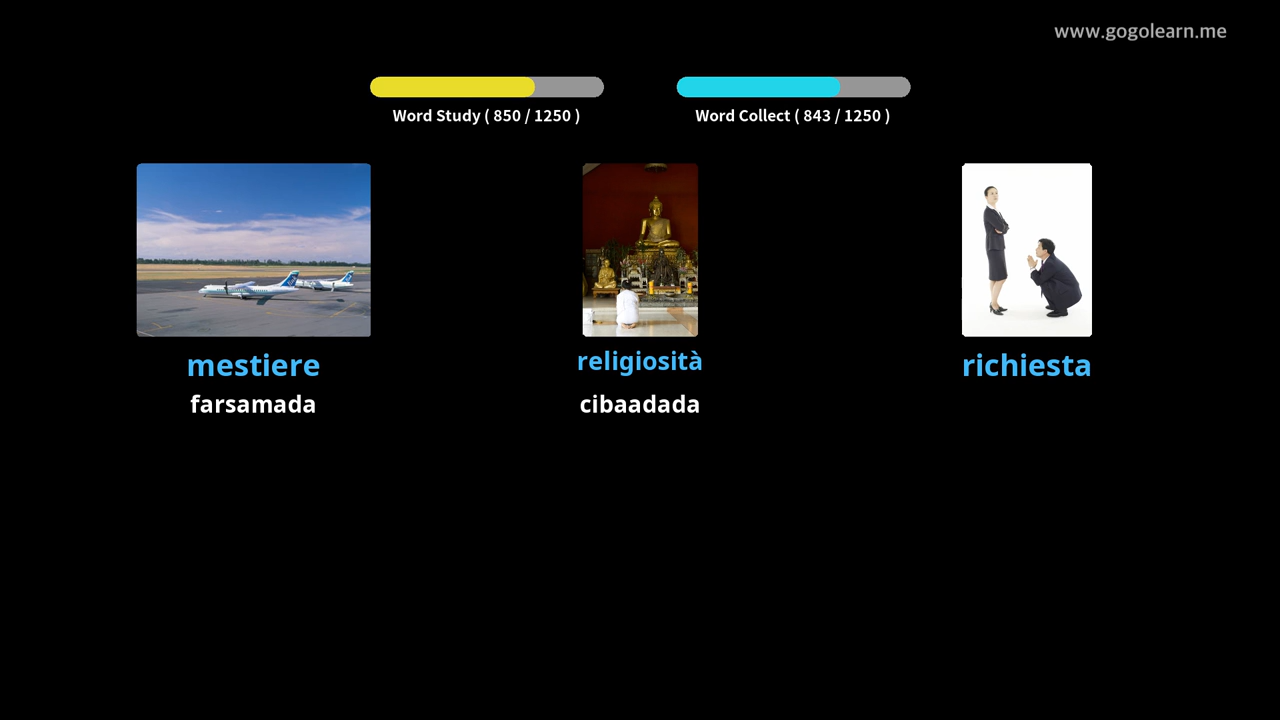 www.gogolearn.me
Word Study ( 850 / 1250 )
Word Collect ( 843 / 1250 )
mestiere
religiosità
richiesta
farsamada
cibaadada